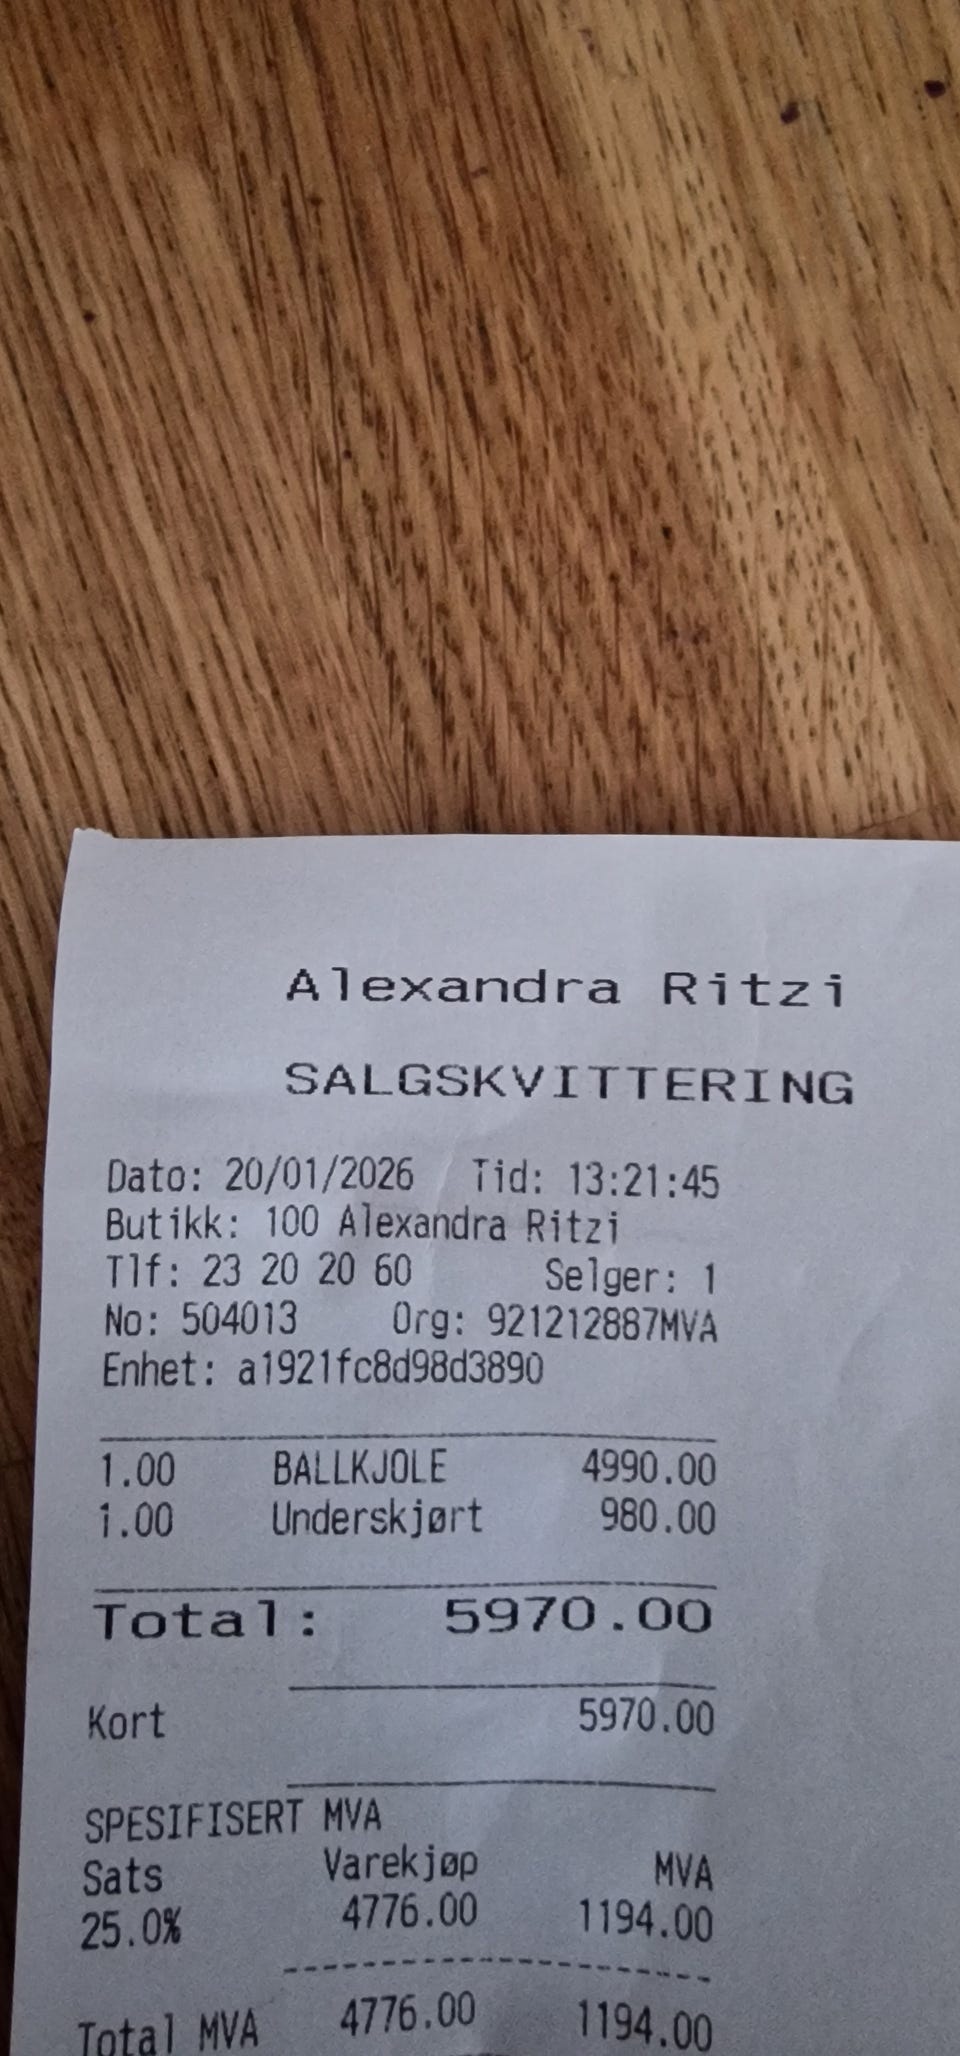 Alexandra Ritzi
SALGSKVITTERING
Dato: 20/01/2026 Tid: 13:21:45
Butikk: 100 Alexandra Ritzi
Tlf: 23 20 20 60 Selger: 1
No: 504013 Org: 921212887MVA
Enhet: a1921fc8d98d3890
1.00 BALLKJOLE 4990.00
1.00 Underskjørt 980.00
Total: 5970.00
Kort 5970.00
SPESIFISERT MVA
Sats Varekjøp MVA
25.0% 4776.00 1194.00
Total MVA 4776.00 1194.00